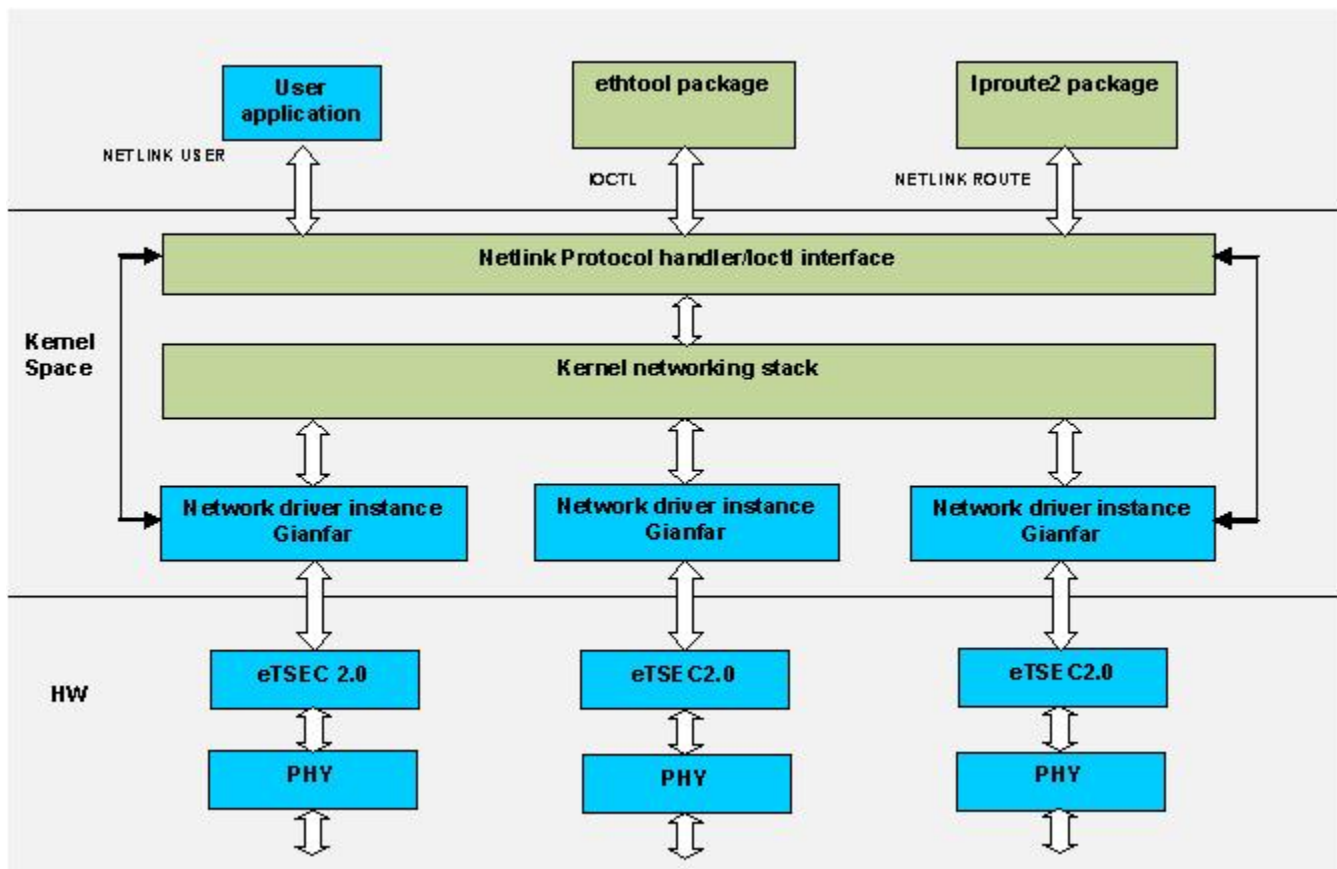 User
application
ethtool package
Iproute2 package
NETLINK USER
IOCTL
NETLINK ROUTE
Netlink Protocol handler/Ioctl interface
Kernel
Space
Kernel networking stack
Network driver instance
Gianfar
Network driver instance
Gianfar
Network driver instance
Gianfar
HW
eTSEC 2.0
eTSEC2.0
eTSEC2.0
PHY
PHY
PHY